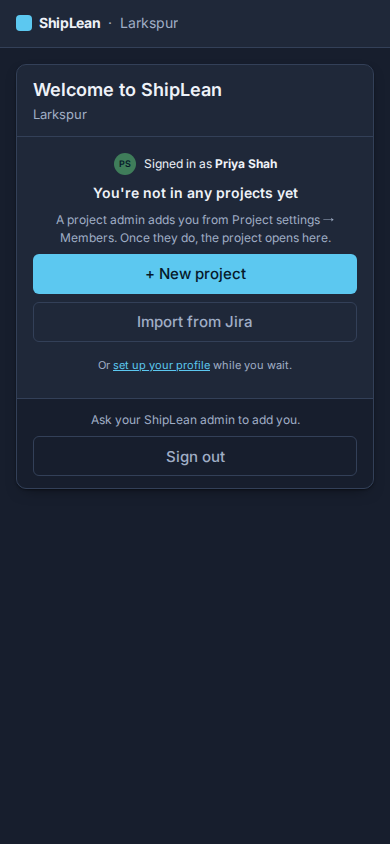 ShipLean · Larkspur
Welcome to ShipLean
Larkspur
PS Signed in as Priya Shah
You're not in any projects yet
A project admin adds you from Project settings →
Members. Once they do, the project opens here.
+ New project
Import from Jira
Or set up your profile while you wait.
Ask your ShipLean admin to add you.
Sign out